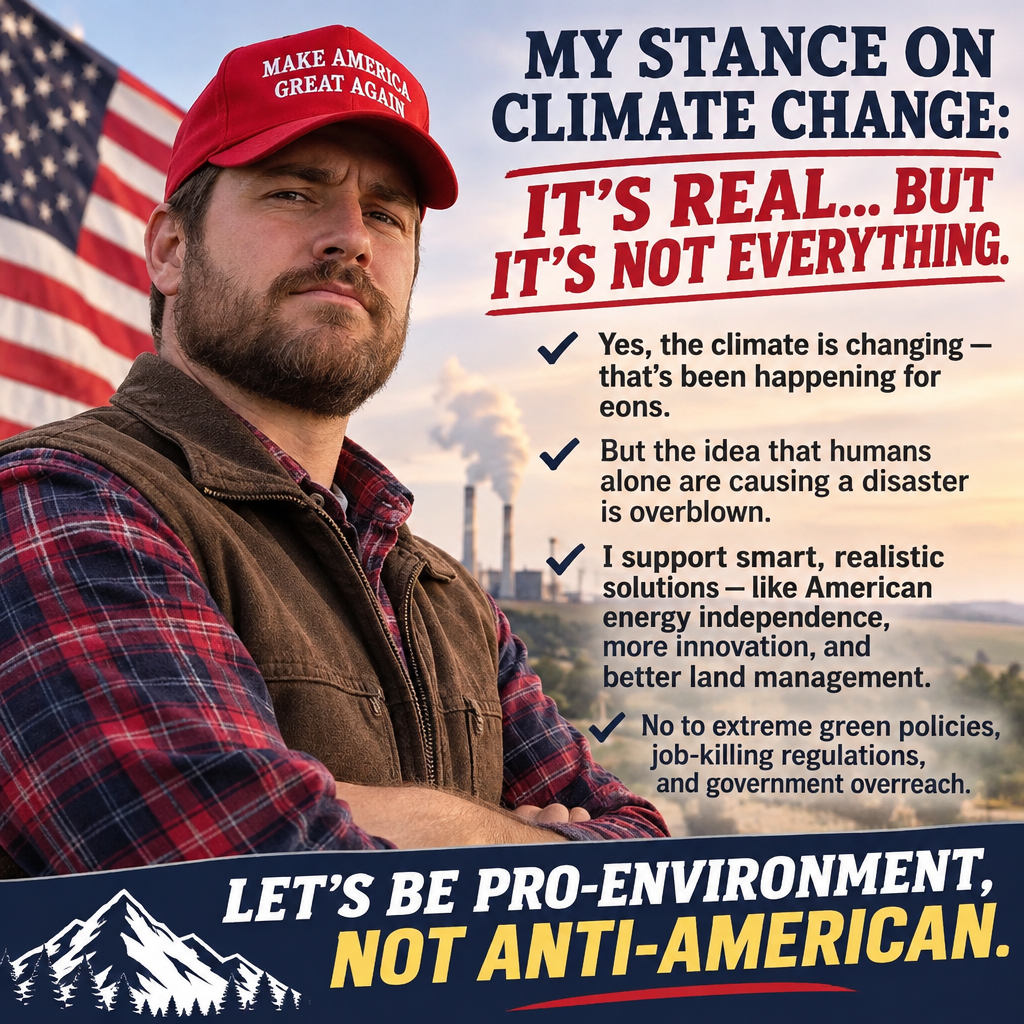 MAKE AMERICA
GREAT AGAIN
MY STANCE ON
CLIMATE CHANGE:
IT'S REAL... BUT
IT'S NOT EVERYTHING.
Yes, the climate is changing —
that's been happening for
eons.
But the idea that humans
alone are causing a disaster
is overblown.
I support smart, realistic
solutions — like American
energy independence,
more innovation, and
better land management.
No to extreme green policies,
job-killing regulations,
and government overreach.
LET'S BE PRO-ENVIRONMENT,
NOT ANTI-AMERICAN.